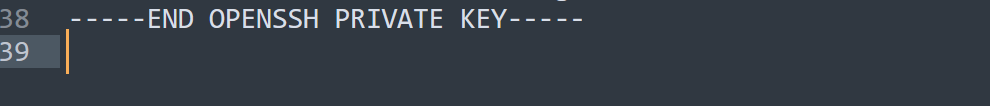 38 -----END OPENSSH PRIVATE KEY-----
39